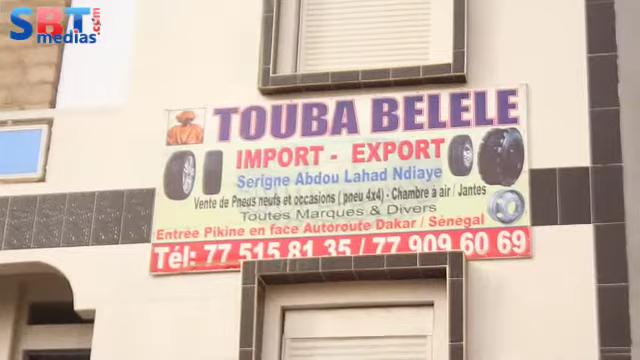 SBT
medias.com
TOUBA BELELE
IMPORT - EXPORT
Serigne Abdou Lahad Ndiaye
Vente de Pneus neufs et occasions ( pneu 4x4) - Chambre à air / Jantes
Toutes Marques & Divers
Entrée Pikine en face Autoroute Dakar / Sénégal
Tél: 77 515 81 35 / 77 909 60 69